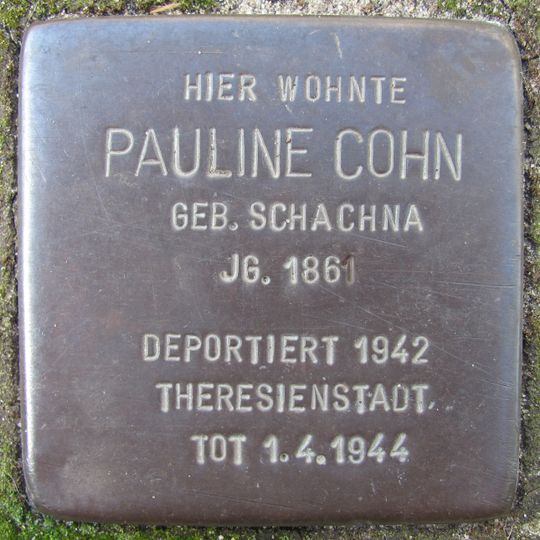 HIER WOHNTE
PAULINE COHN
GEB. SCHACHNA
JG. 1861
DEPORTIERT 1942
THERESIENSTADT
TOT 1.4.1944